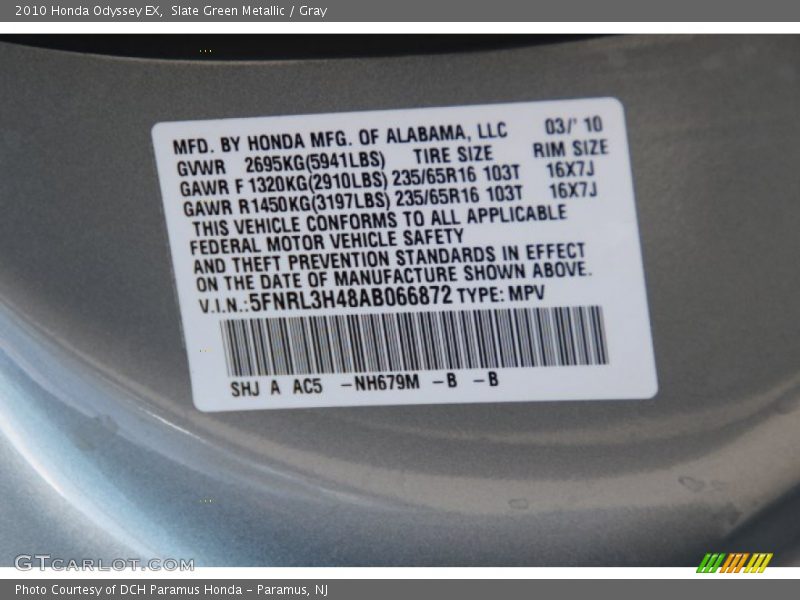 2010 Honda Odyssey EX, Slate Green Metallic / Gray
MFD. BY HONDA MFG. OF ALABAMA, LLC 03/' 10
GVWR 2695KG(5941LBS) TIRE SIZE RIM SIZE
GAWR F 1320KG(2910LBS) 235/65R16 103T 16X7J
GAWR R1450KG(3197LBS) 235/65R16 103T 16X7J
THIS VEHICLE CONFORMS TO ALL APPLICABLE
FEDERAL MOTOR VEHICLE SAFETY
AND THEFT PREVENTION STANDARDS IN EFFECT
ON THE DATE OF MANUFACTURE SHOWN ABOVE.
V.I.N.:5FNRL3H48AB066872 TYPE: MPV
SHJ A AC5 -NH679M -B -B
GTCARLOT.COM
Photo Courtesy of DCH Paramus Honda - Paramus, NJ